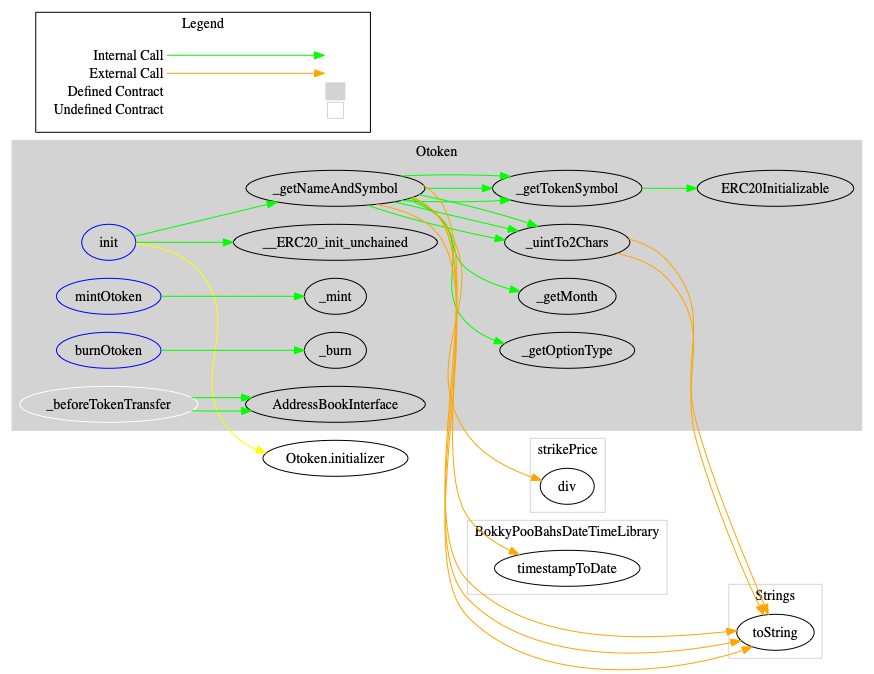 Legend
Internal Call
External Call
Defined Contract
Undefined Contract
Otoken
_getNameAndSymbol
_getTokenSymbol
ERC20Initializable
init
__ERC20_init_unchained
_uintTo2Chars
mintOtoken
_mint
_getMonth
burnOtoken
_burn
_getOptionType
_beforeTokenTransfer
AddressBookInterface
Otoken.initializer
strikePrice
div
BokkyPooBahsDateTimeLibrary
timestampToDate
Strings
toString